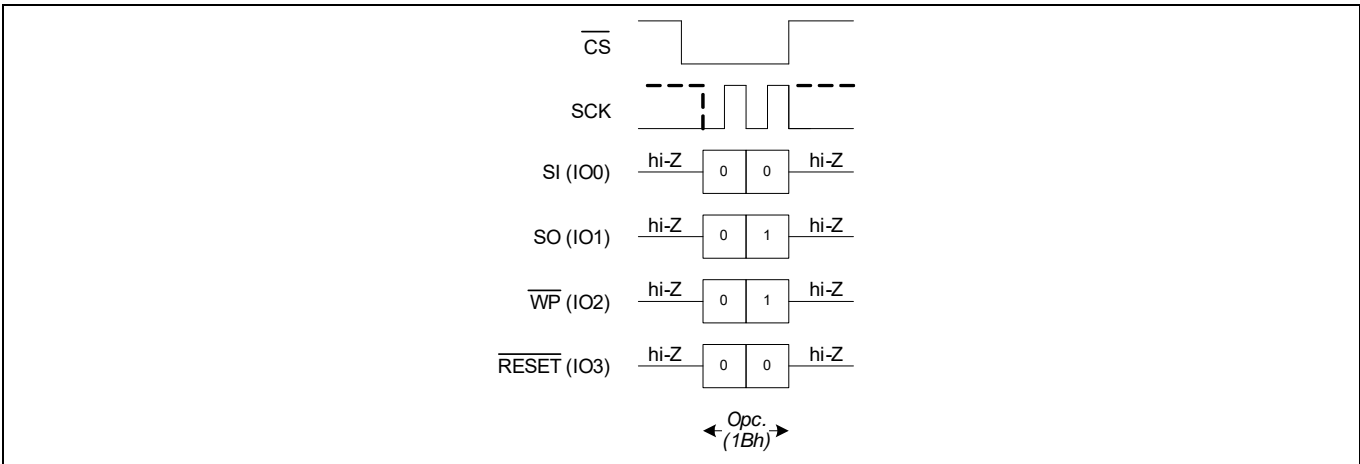 CS
SCK
SI (IO0) hi-Z 0 0 hi-Z
SO (IO1) hi-Z 0 1 hi-Z
WP (IO2) hi-Z 0 1 hi-Z
RESET (IO3) hi-Z 0 0 hi-Z
Opc.
(1Bh)